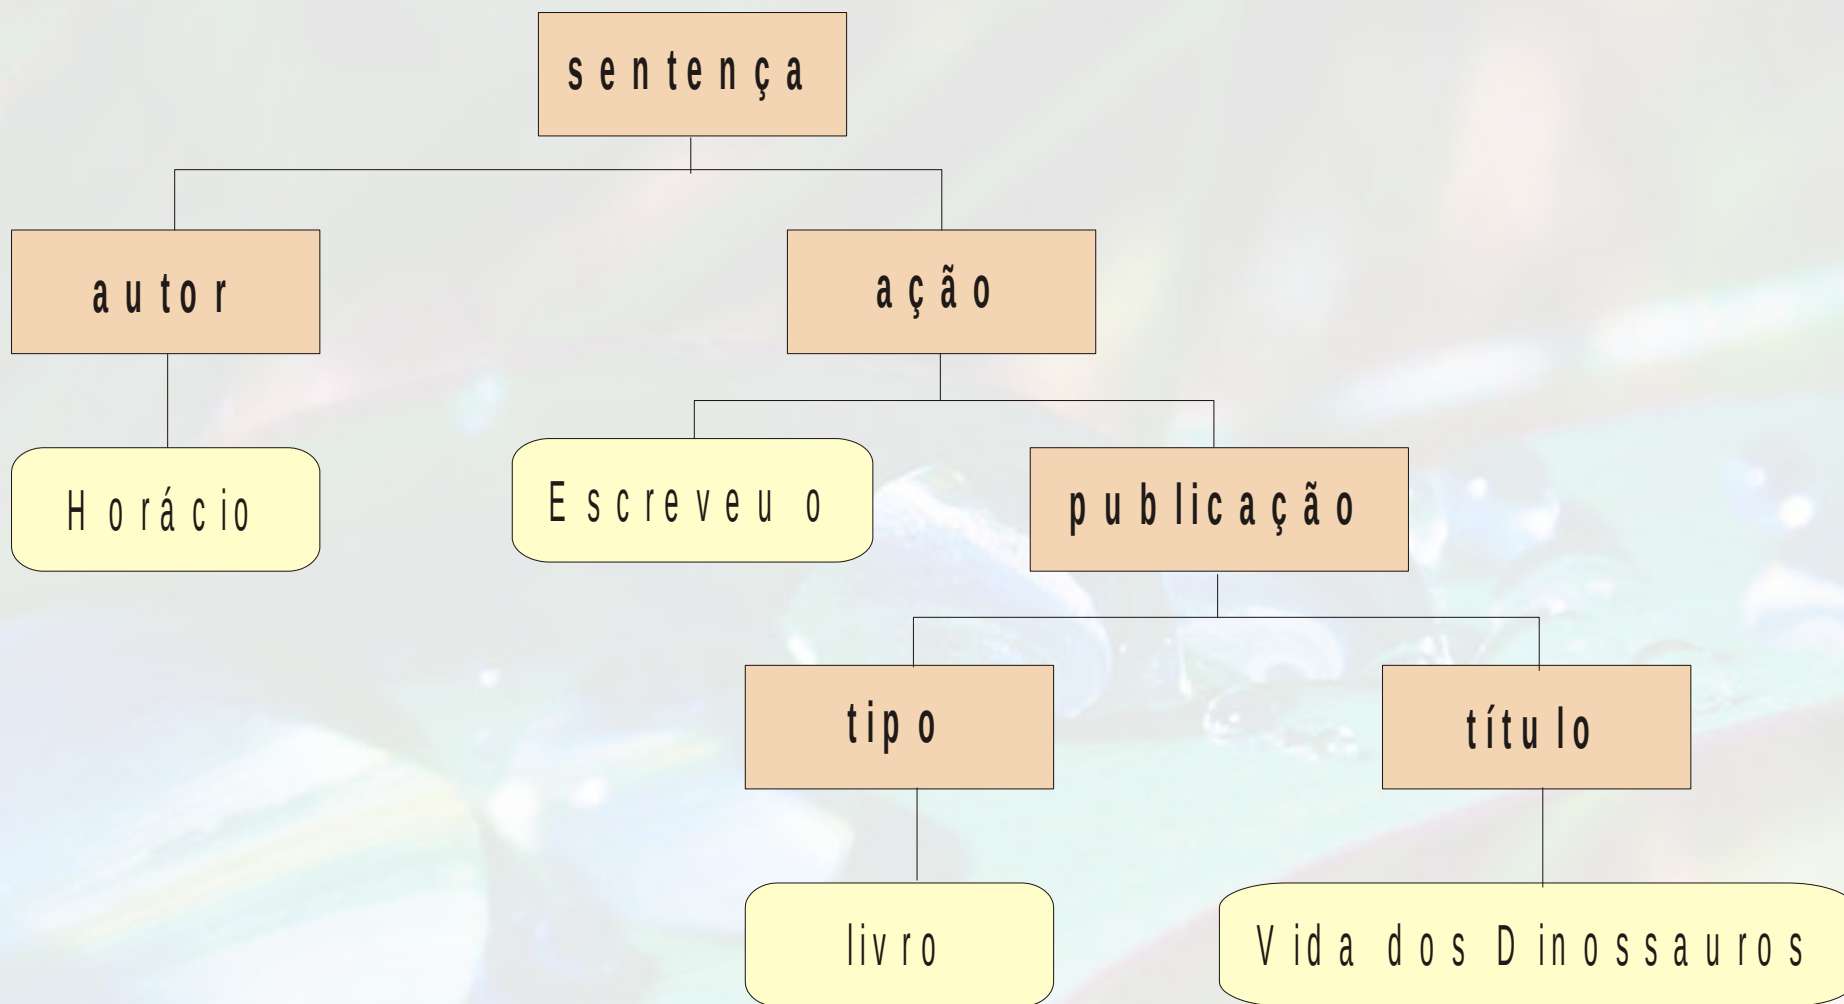 sentença
autor
ação
Horácio
Escreveu o
publicação
tipo
título
livro
Vida dos Dinossauros